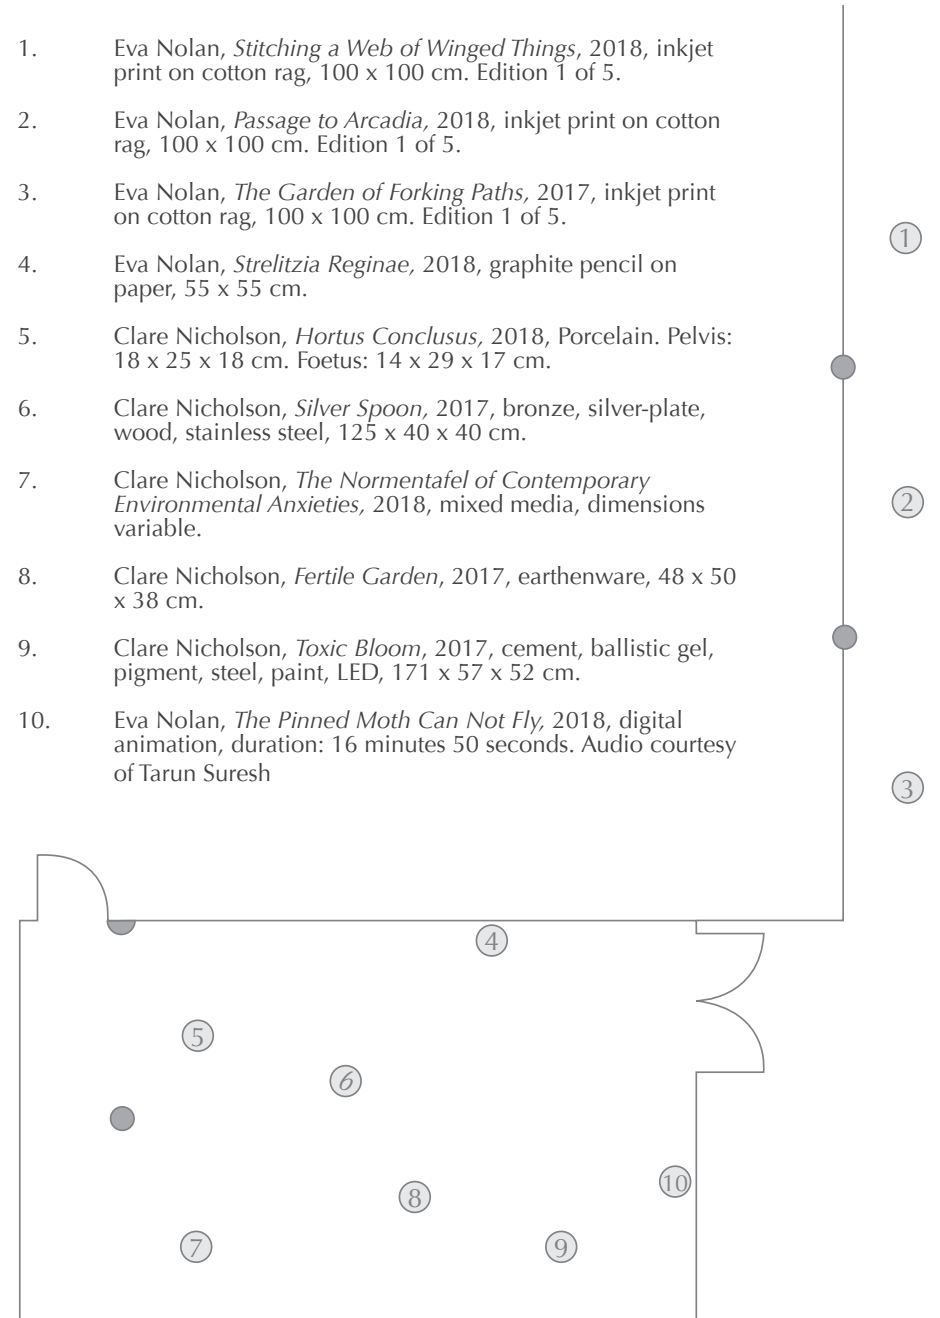 1. Eva Nolan, Stitching a Web of Winged Things, 2018, inkjet
print on cotton rag, 100 x 100 cm. Edition 1 of 5.
2. Eva Nolan, Passage to Arcadia, 2018, inkjet print on cotton
rag, 100 x 100 cm. Edition 1 of 5.
3. Eva Nolan, The Garden of Forking Paths, 2017, inkjet print
on cotton rag, 100 x 100 cm. Edition 1 of 5.
4. Eva Nolan, Strelitzia Reginae, 2018, graphite pencil on
paper, 55 x 55 cm.
5. Clare Nicholson, Hortus Conclusus, 2018, Porcelain. Pelvis:
18 x 25 x 18 cm. Foetus: 14 x 29 x 17 cm.
6. Clare Nicholson, Silver Spoon, 2017, bronze, silver-plate,
wood, stainless steel, 125 x 40 x 40 cm.
7. Clare Nicholson, The Normentafel of Contemporary
Environmental Anxieties, 2018, mixed media, dimensions
variable.
8. Clare Nicholson, Fertile Garden, 2017, earthenware, 48 x 50
x 38 cm.
9. Clare Nicholson, Toxic Bloom, 2017, cement, ballistic gel,
pigment, steel, paint, LED, 171 x 57 x 52 cm.
10. Eva Nolan, The Pinned Moth Can Not Fly, 2018, digital
animation, duration: 16 minutes 50 seconds. Audio courtesy
of Tarun Suresh
1
2
3
4
5
6
10
8
7
9